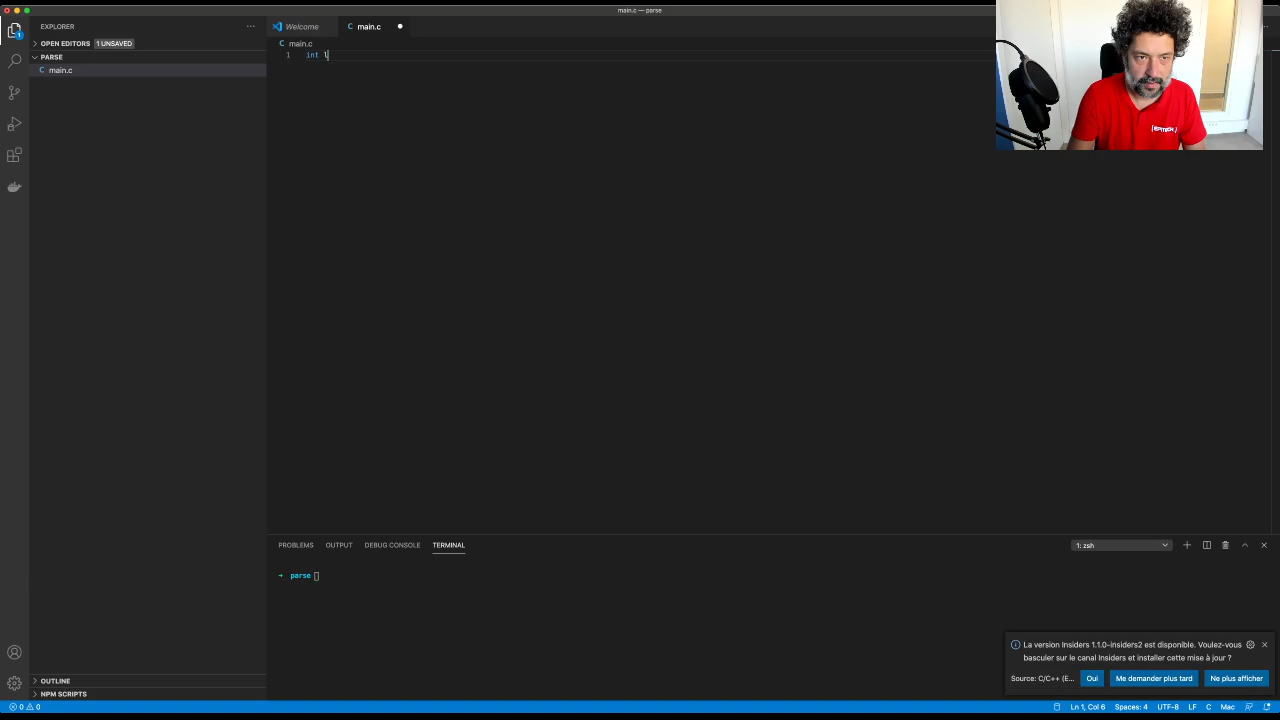 main.c — parse
EXPLORER
OPEN EDITORS 1 UNSAVED
PARSE
C main.c
OUTLINE
NPM SCRIPTS
Welcome
C main.c
C main.c
1 int l
[EPITECH]
PROBLEMS OUTPUT DEBUG CONSOLE TERMINAL
1: zsh
→ parse
La version Insiders 1.1.0-insiders2 est disponible. Voulez-vous
basculer sur le canal Insiders et installer cette mise à jour ?
Source: C/C++ (E...
Oui
Me demander plus tard
Ne plus afficher
0 0
Ln 1, Col 6 Spaces: 4 UTF-8 LF C Mac